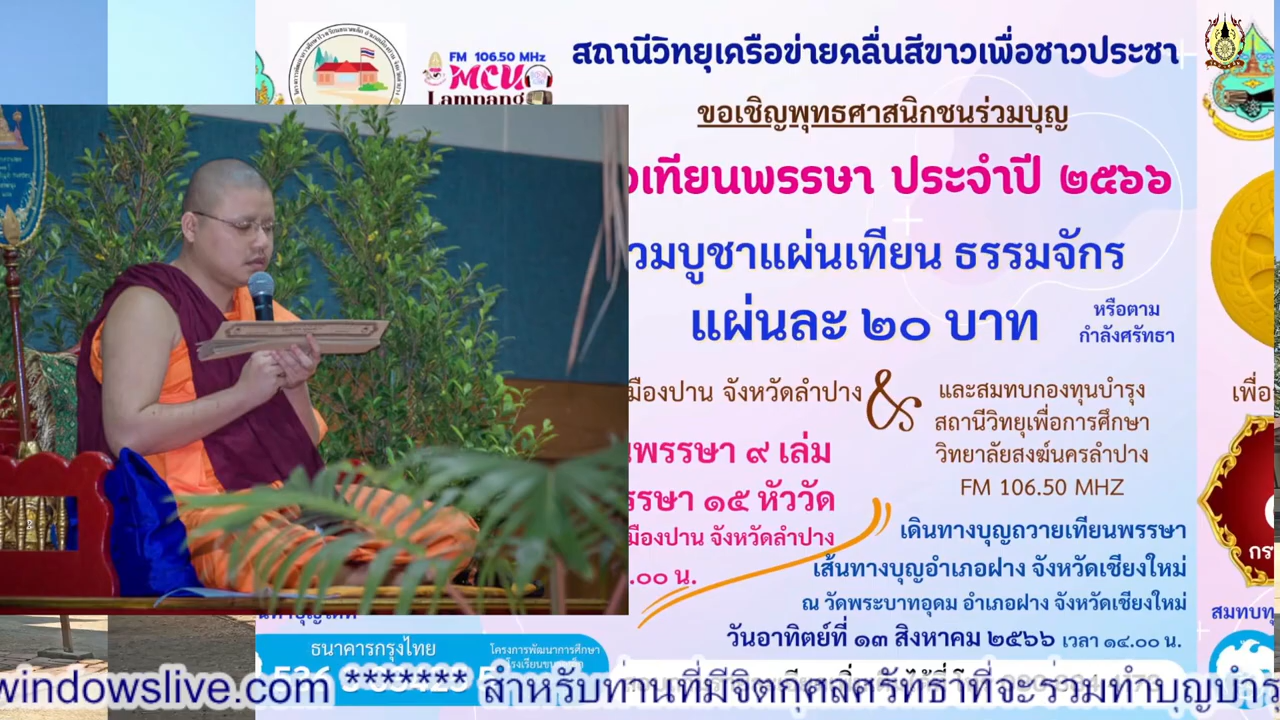 สถานีวิทยุเครือข่ายคลื่นสีขาวเพื่อชาวประชา
FM 106.50 MHz
MCU
Lampang
ขอเชิญพุทธศาสนิกชนร่วมบุญ
เทียนพรรษา ประจำปี ๒๕๖๖
วมบูชาแผ่นเทียน ธรรมจักร
แผ่นละ ๒๐ บาท
หรือตาม
กำลังศรัทธา
มืองปาน จังหวัดลำปาง
&
และสมทบกองทุนบำรุง
สถานีวิทยุเพื่อการศึกษา
วิทยาลัยสงฆ์นครลำปาง
FM 106.50 MHZ
เพื่อ
นพรรษา ๙ เล่ม
รรษา ๑๕ หัววัด
มืองปาน จังหวัดลำปาง
.๐๐ น.
เดินทางบุญถวายเทียนพรรษา
เส้นทางบุญอำเภอฝาง จังหวัดเชียงใหม่
ณ วัดพระบาทอุดม อำเภอฝาง จังหวัดเชียงใหม่
วันอาทิตย์ที่ ๑๓ สิงหาคม ๒๕๖๖ เวลา ๑๔.๐๐ น.
สมทบทุ
ธนาคารกรุงไทย
โครงการพัฒนาการศึกษา
windowslive.com ******* สำหรับท่านที่มีจิตกุศลศรัทธาที่จะร่วมทำบุญบำรุ